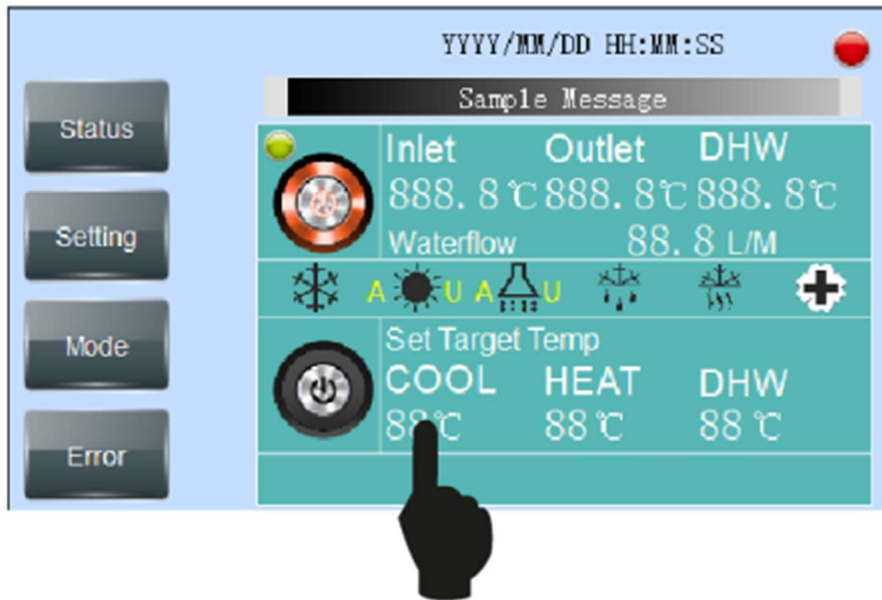 YYYY/MM/DD HH:MM:SS
Sample Message
Status
Setting
Mode
Error
Inlet Outlet DHW
888.8℃ 888.8℃ 888.8℃
Waterflow 88.8 L/M
A U A U
Set Target Temp
COOL HEAT DHW
88℃ 88℃ 88℃